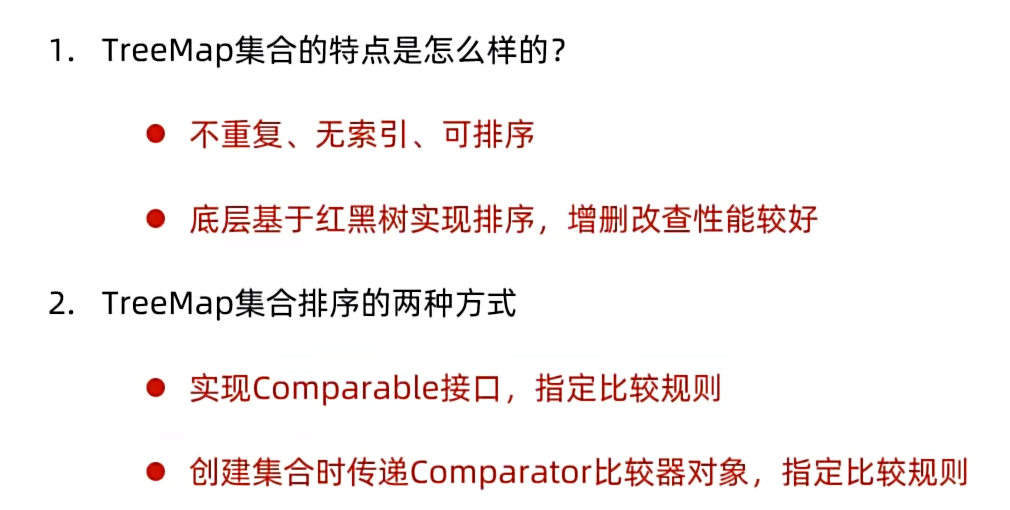 1. TreeMap集合的特点是怎么样的？
● 不重复、无索引、可排序
● 底层基于红黑树实现排序，增删改查性能较好
2. TreeMap集合排序的两种方式
● 实现Comparable接口，指定比较规则
● 创建集合时传递Comparator比较器对象，指定比较规则